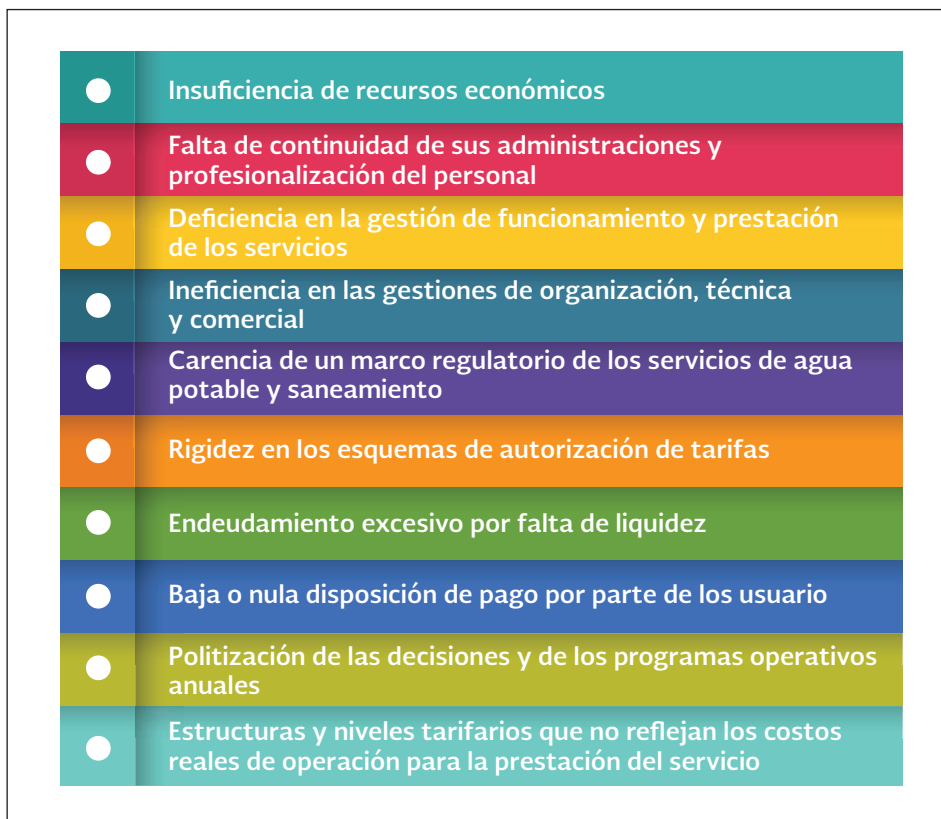 Insuficiencia de recursos económicos
Falta de continuidad de sus administraciones y
profesionalización del personal
Deficiencia en la gestión de funcionamiento y prestación
de los servicios
Ineficiencia en las gestiones de organización, técnica
y comercial
Carencia de un marco regulatorio de los servicios de agua
potable y saneamiento
Rigidez en los esquemas de autorización de tarifas
Endeudamiento excesivo por falta de liquidez
Baja o nula disposición de pago por parte de los usuario
Politización de las decisiones y de los programas operativos
anuales
Estructuras y niveles tarifarios que no reflejan los costos
reales de operación para la prestación del servicio